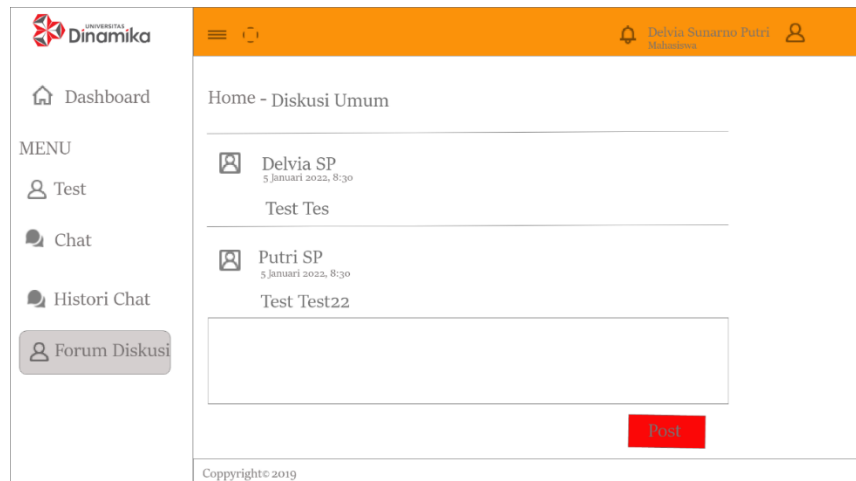 UNIVERSITAS
Dinamika
Delvia Sunarno Putri
Mahasiswa
Dashboard
MENU
Test
Chat
Histori Chat
Forum Diskusi
Home - Diskusi Umum
Delvia SP
5 Januari 2022, 8:30
Test Tes
Putri SP
5 Januari 2022, 8:30
Test Test22
Post
Coppyright© 2019